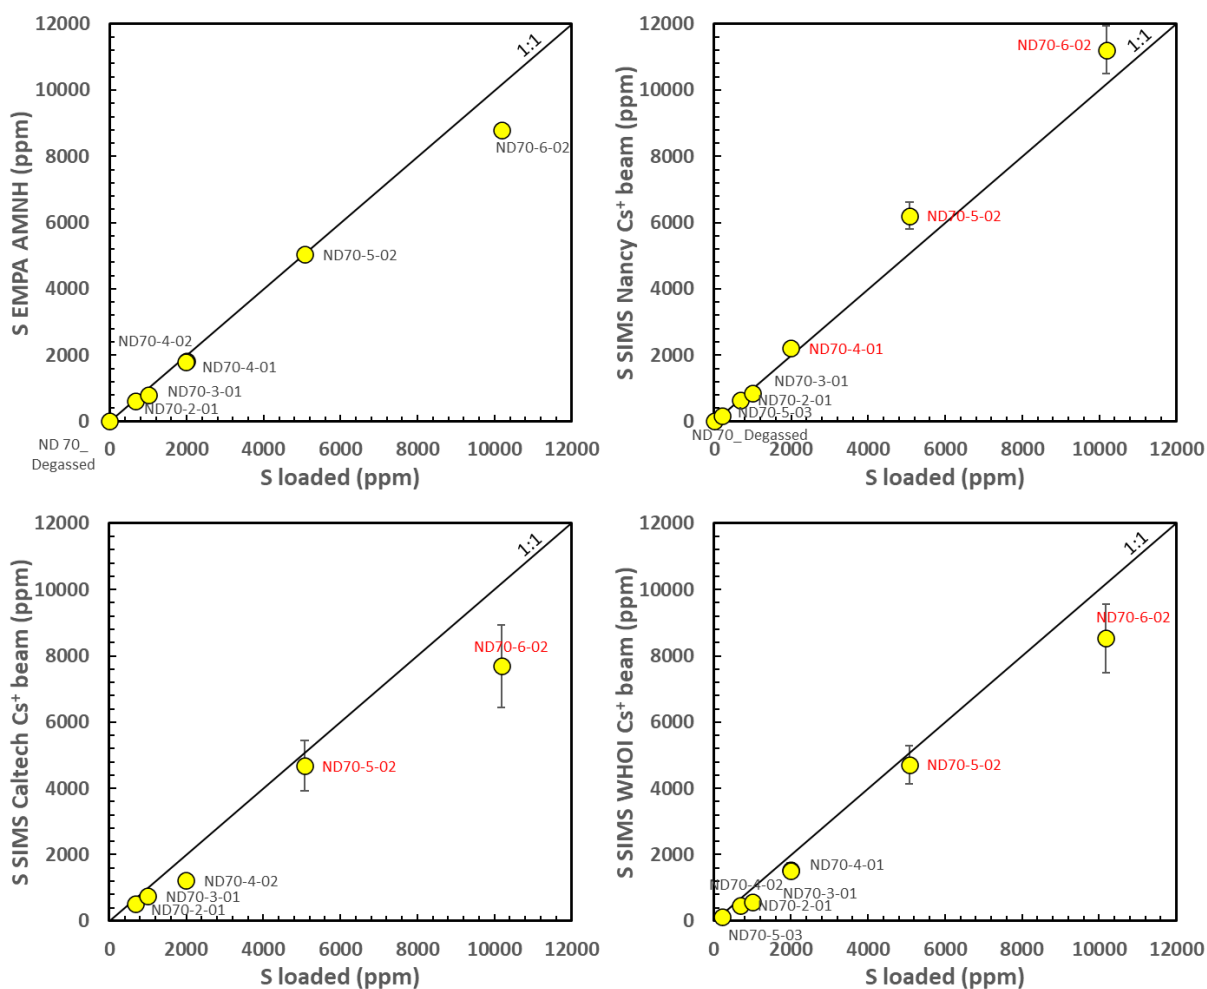 12000
10000
8000
6000
4000
2000
0
S EMPA AMNH (ppm)
1:1
ND70-6-02
ND70-5-02
ND70-4-02
ND70-4-01
ND70-3-01
ND70-2-01
ND 70_
Degassed
0 2000 4000 6000 8000 10000 12000
S loaded (ppm)
12000
10000
8000
6000
4000
2000
0
S SIMS Nancy Cs+ beam (ppm)
1:1
ND70-6-02
ND70-5-02
ND70-4-01
ND70-3-01
ND70-2-01
ND70-5-03
ND 70_ Degassed
0 2000 4000 6000 8000 10000 12000
S loaded (ppm)
12000
10000
8000
6000
4000
2000
0
S SIMS Caltech Cs+ beam (ppm)
1:1
ND70-6-02
ND70-5-02
ND70-4-02
ND70-3-01
ND70-2-01
0 2000 4000 6000 8000 10000 12000
S loaded (ppm)
12000
10000
8000
6000
4000
2000
0
S SIMS WHOI Cs+ beam (ppm)
1:1
ND70-6-02
ND70-5-02
ND70-4-01
ND70-4-02
ND70-3-01
ND70-2-01
ND70-5-03
0 2000 4000 6000 8000 10000 12000
S loaded (ppm)